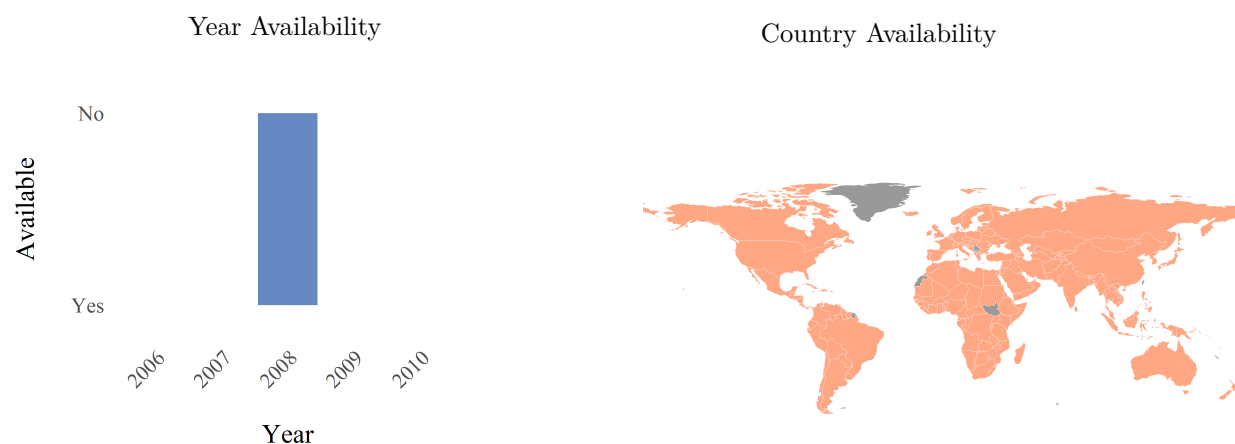 Year Availability
Country Availability
No
Available
Yes
2006
2007
2008
2009
2010
Year